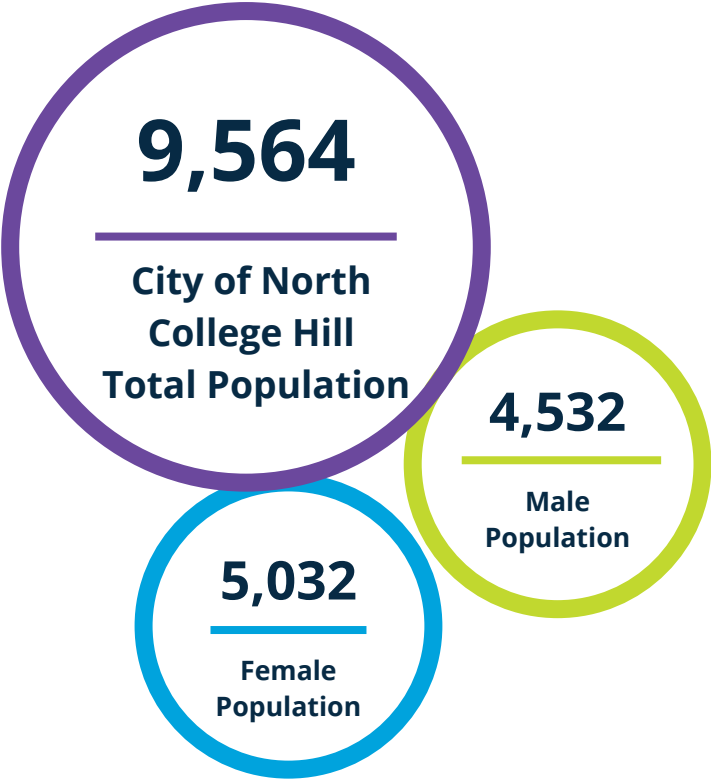 9,564
City of North
College Hill
Total Population
4,532
Male
Population
5,032
Female
Population